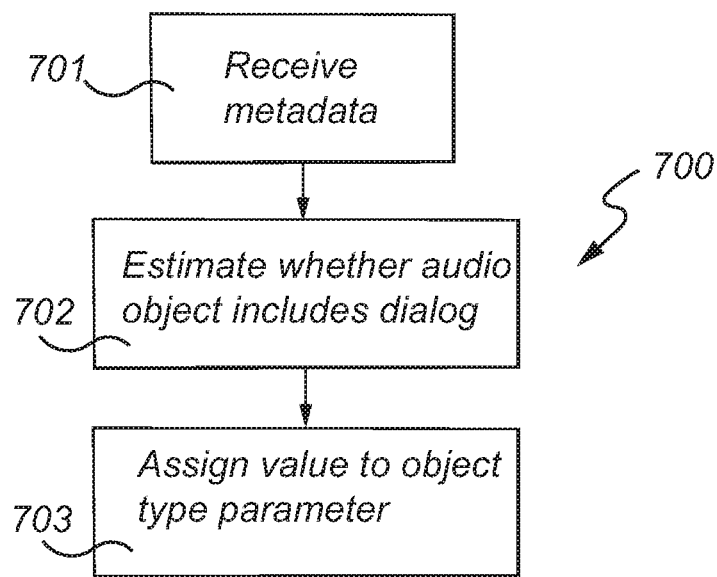 701
Receive
metadata
700
Estimate whether audio
object includes dialog
702
Assign value to object
type parameter
703